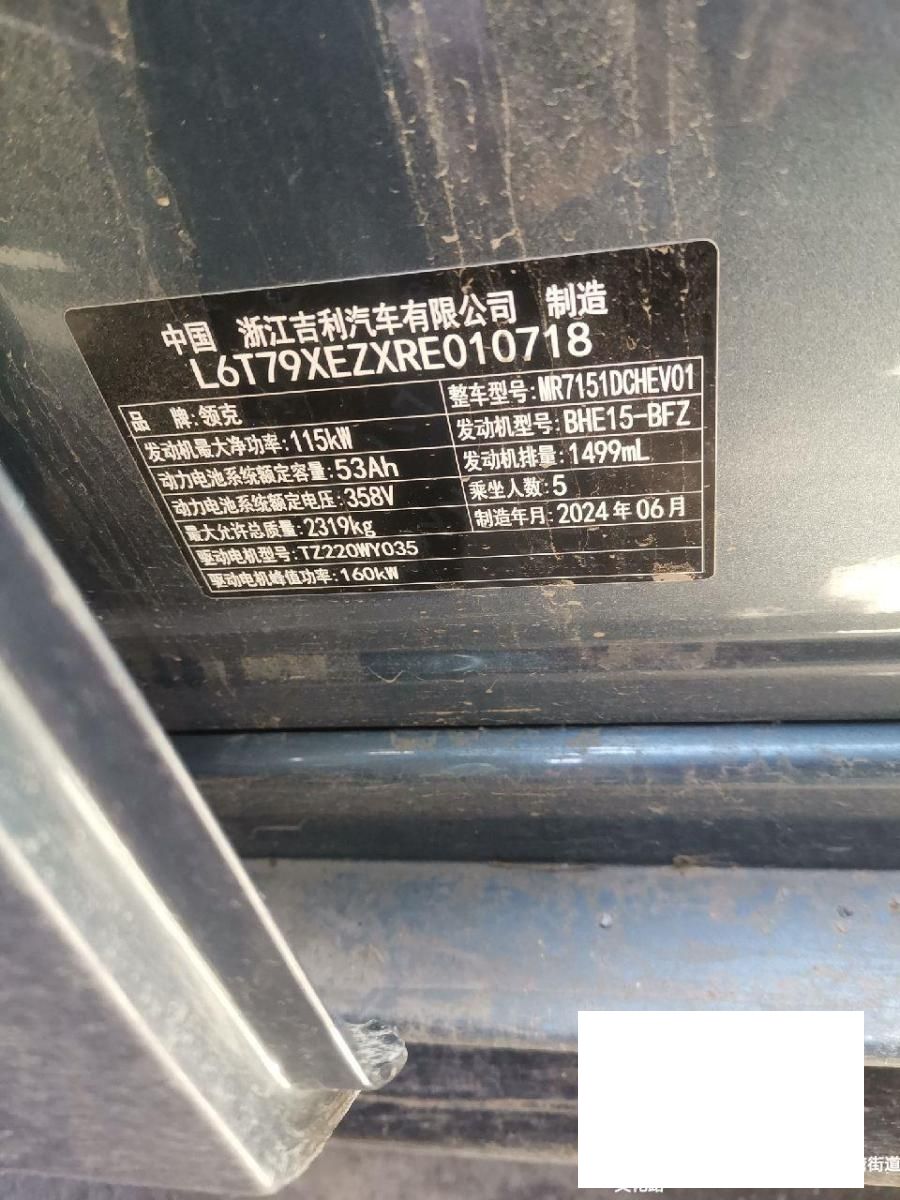 中国 浙江吉利汽车有限公司 制造
L6T79XEZXRE010718
品 牌:领克 整车型号:MR7151DCHEV01
发动机最大净功率:115kW 发动机型号:BHE15-BFZ
动力电池系统额定容量:53Ah 发动机排量:1499mL
动力电池系统额定电压:358V 乘坐人数:5
最大允许总质量:2319kg 制造年月:2024年06月
驱动电机型号:TZ220WY035
驱动电机峰值功率:160kW
街道